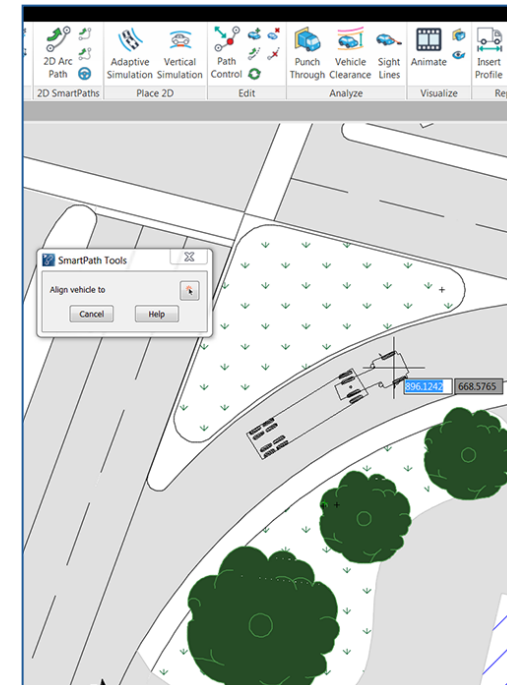 2D Arc
Path
Adaptive
Simulation
Vertical
Simulation
Path
Control
Punch
Through
Vehicle
Clearance
Sight
Lines
Animate
Insert
Profile
2D SmartPaths
Place 2D
Edit
Analyze
Visualize
SmartPath Tools
Align vehicle to
Cancel
Help
896.1242
668.5765